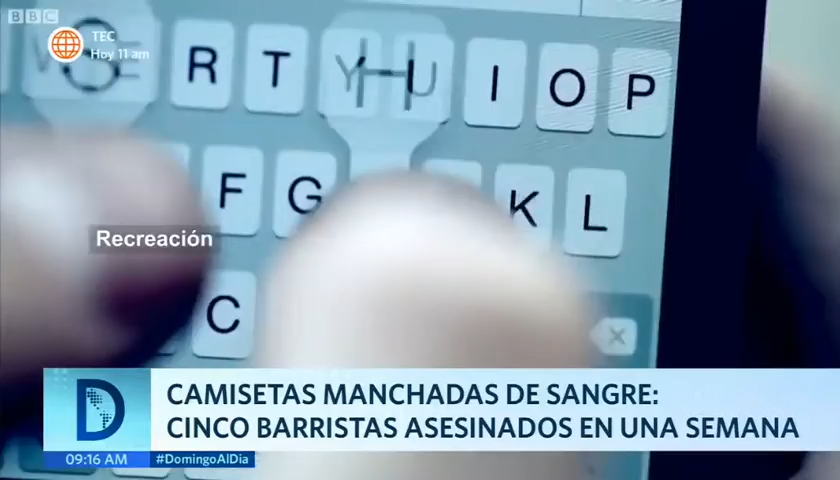 BBC
TEC
Hoy 11 am
R T Y H U I O P
F G K L
C
Recreación
CAMISETAS MANCHADAS DE SANGRE:
CINCO BARRISTAS ASESINADOS EN UNA SEMANA
09:16 AM #DomingoAlDia